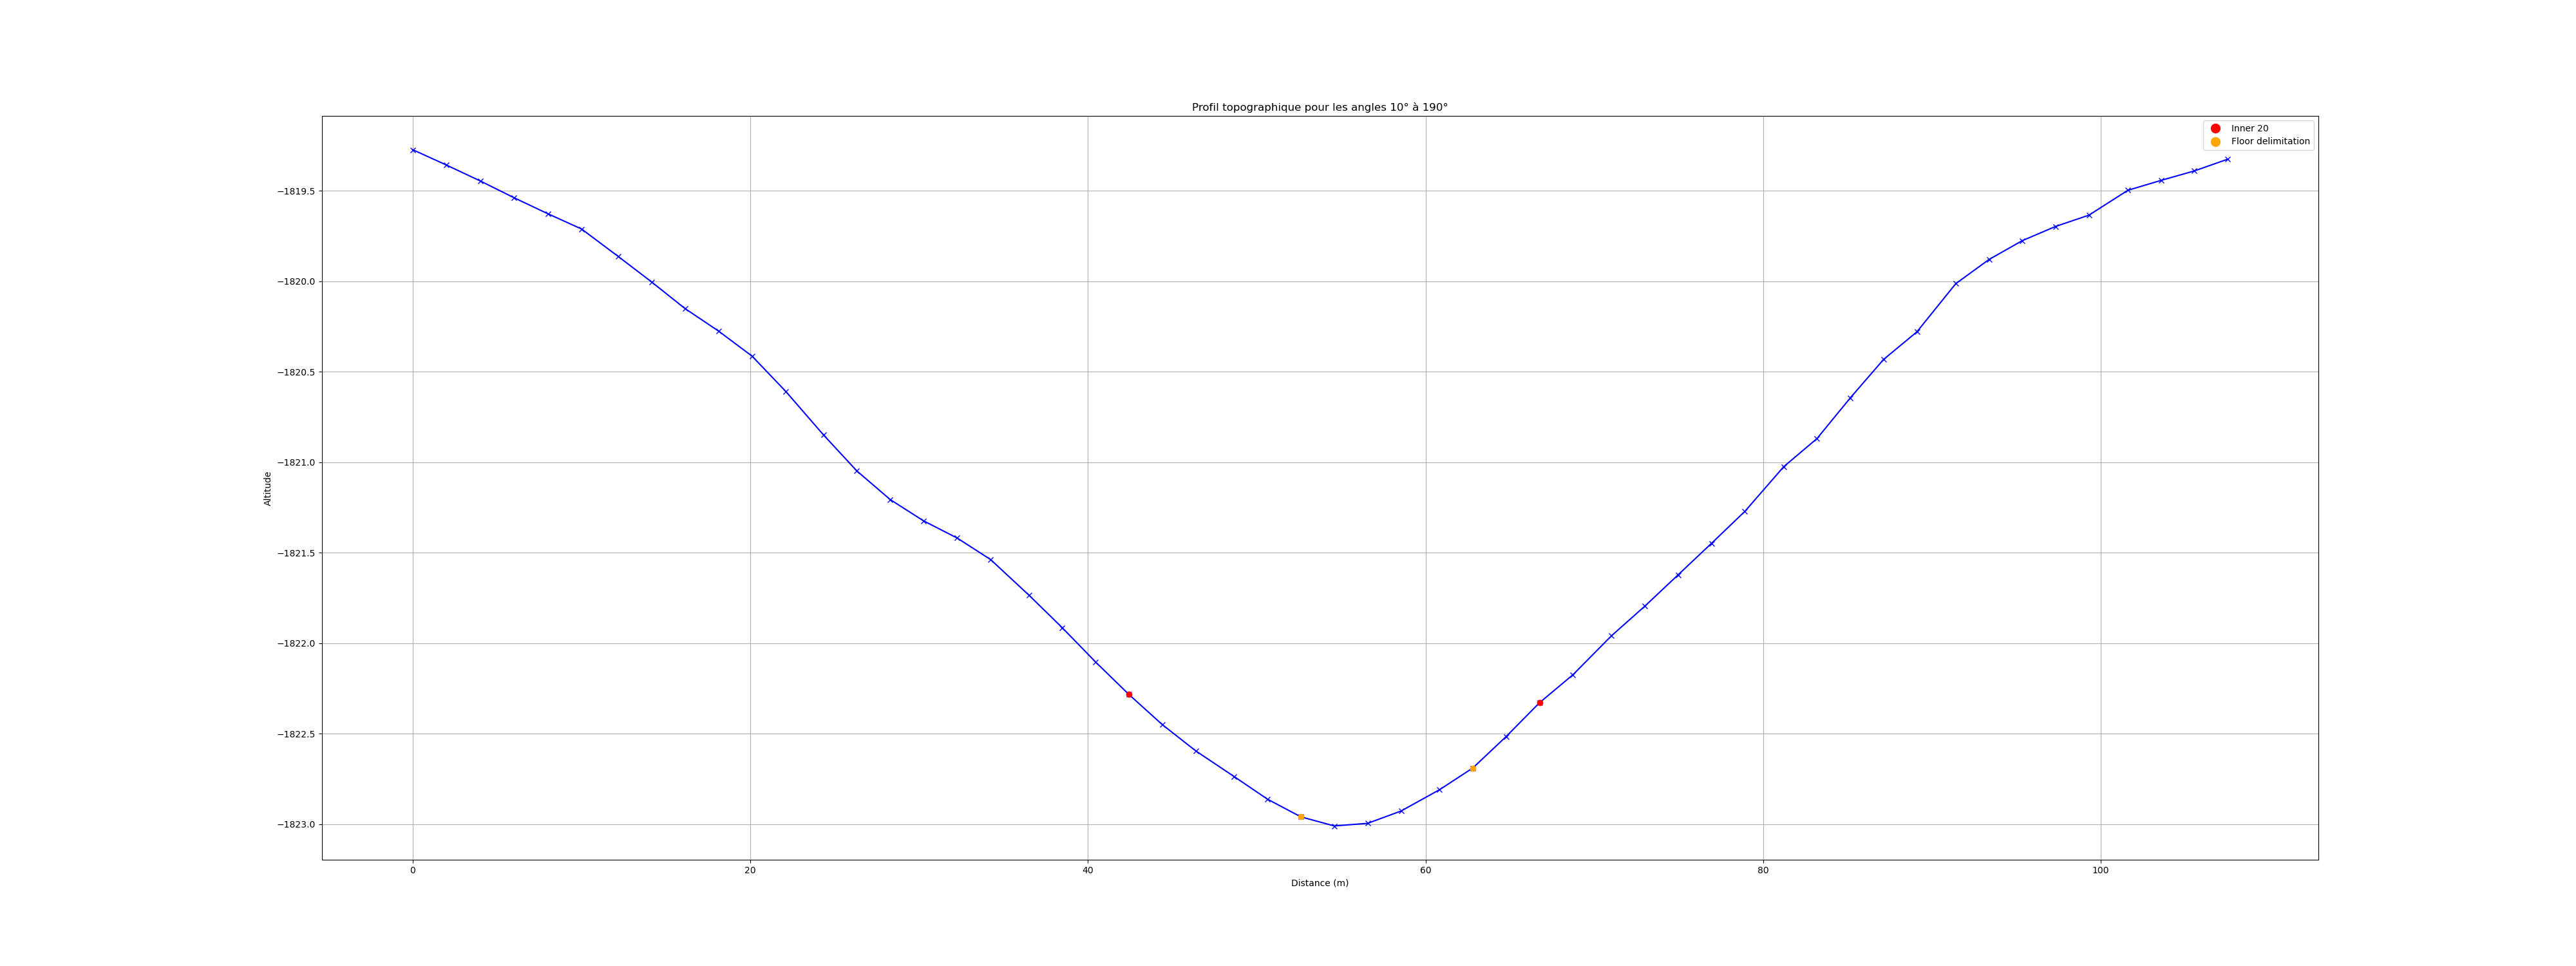 Profil topographique pour les angles 10° à 190°
Inner 20
Floor delimitation
−1819.5
−1820.0
−1820.5
−1821.0
−1821.5
−1822.0
−1822.5
−1823.0
Altitude
0 20 40 60 80 100
Distance (m)